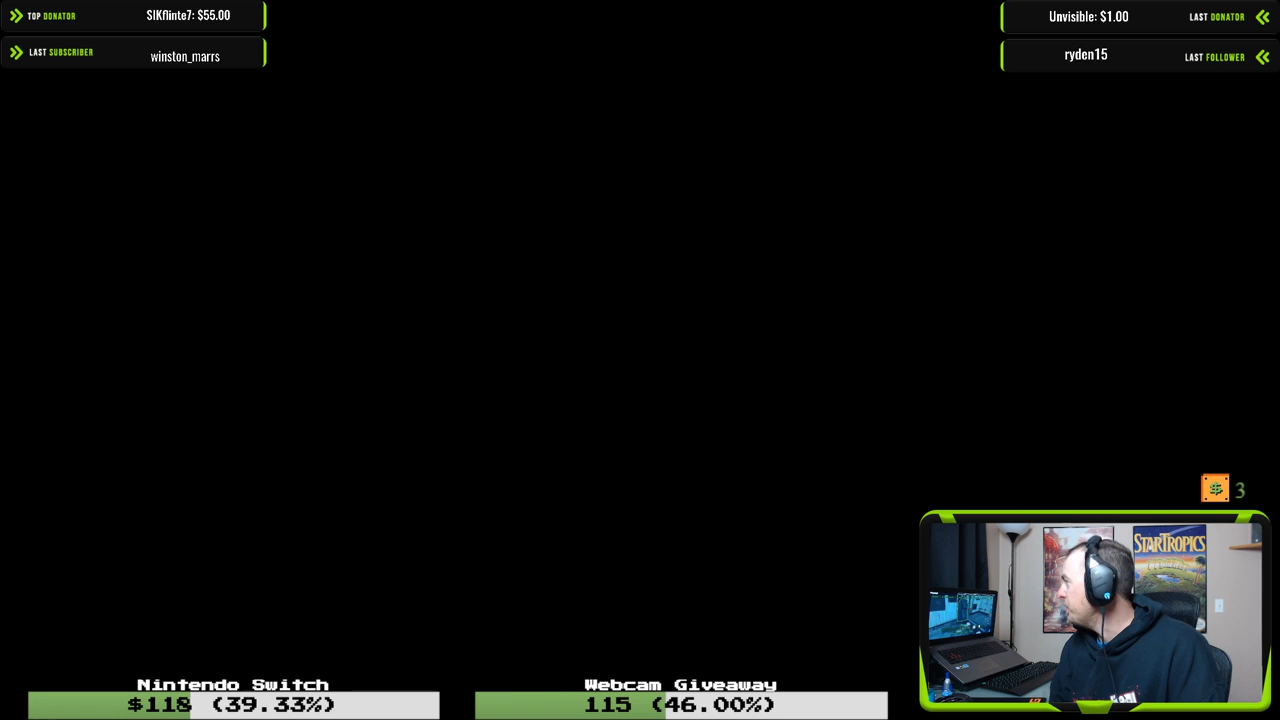 TOP DONATOR
SIKflinte7: $55.00
LAST SUBSCRIBER
winston_marrs
Unvisible: $1.00
LAST DONATOR
ryden15
LAST FOLLOWER
$ 3
STARTROPICS
Nintendo Switch
$118 (39.33%)
Webcam Giveaway
115 (46.00%)